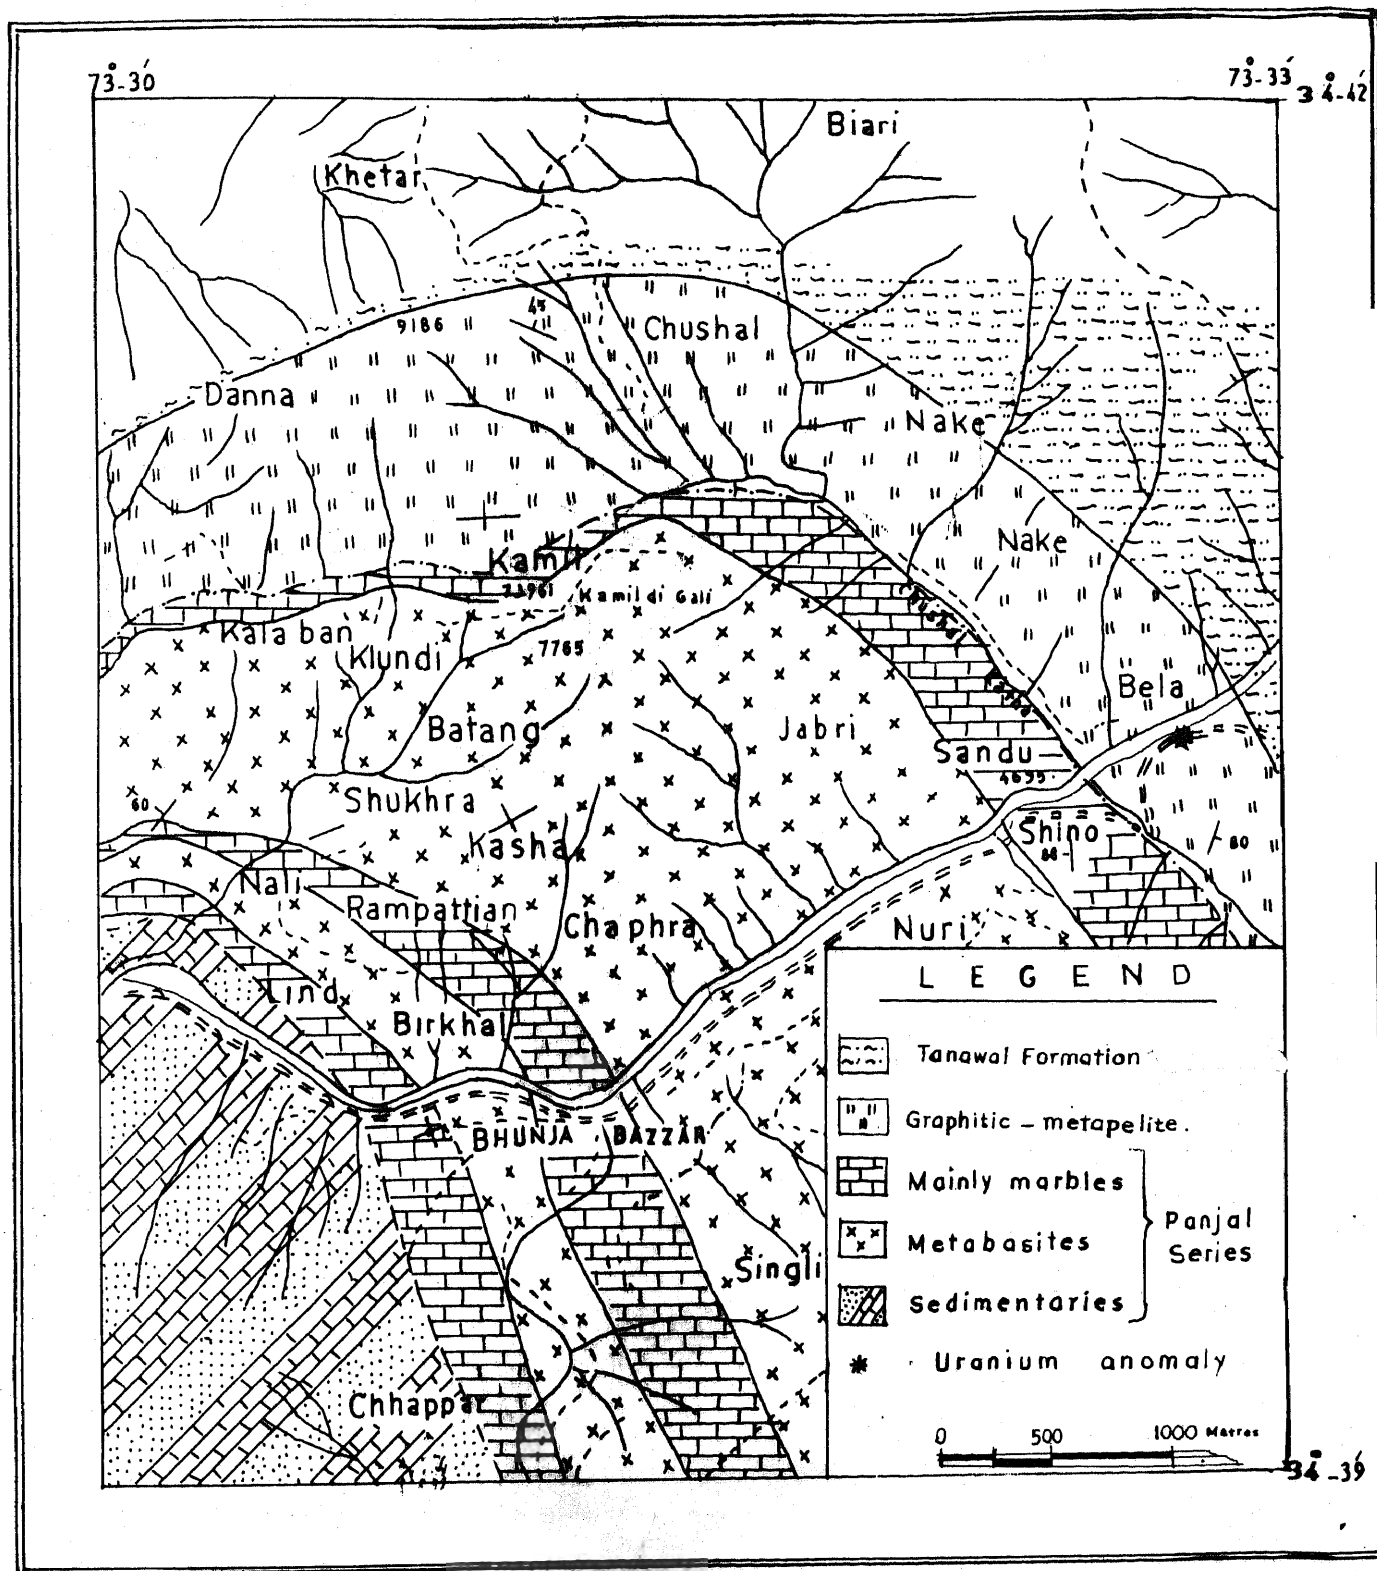 73°-30′
73°-33′
34°-42′
Biari
Khetar
9186
45
Chushal
Danna
Nake
Nake
Kamil
Kamil di Gali
Kalaban
Klundi
7765
Batang
Jabri
Bela
Sandu
4695
60
Shukhra
Kasha
Shino
80
Nali
Rampattian
Chaphra
Nuri
Lind
Birkhal
BHUNJA BAZZAR
Singli
Chhappar
LEGEND
Tanawal Formation
Graphitic - metapelite.
Mainly marbles
Metabasites
Sedimentaries
Panjal
Series
Uranium anomaly
0 500 1000 Metres
34°-39′